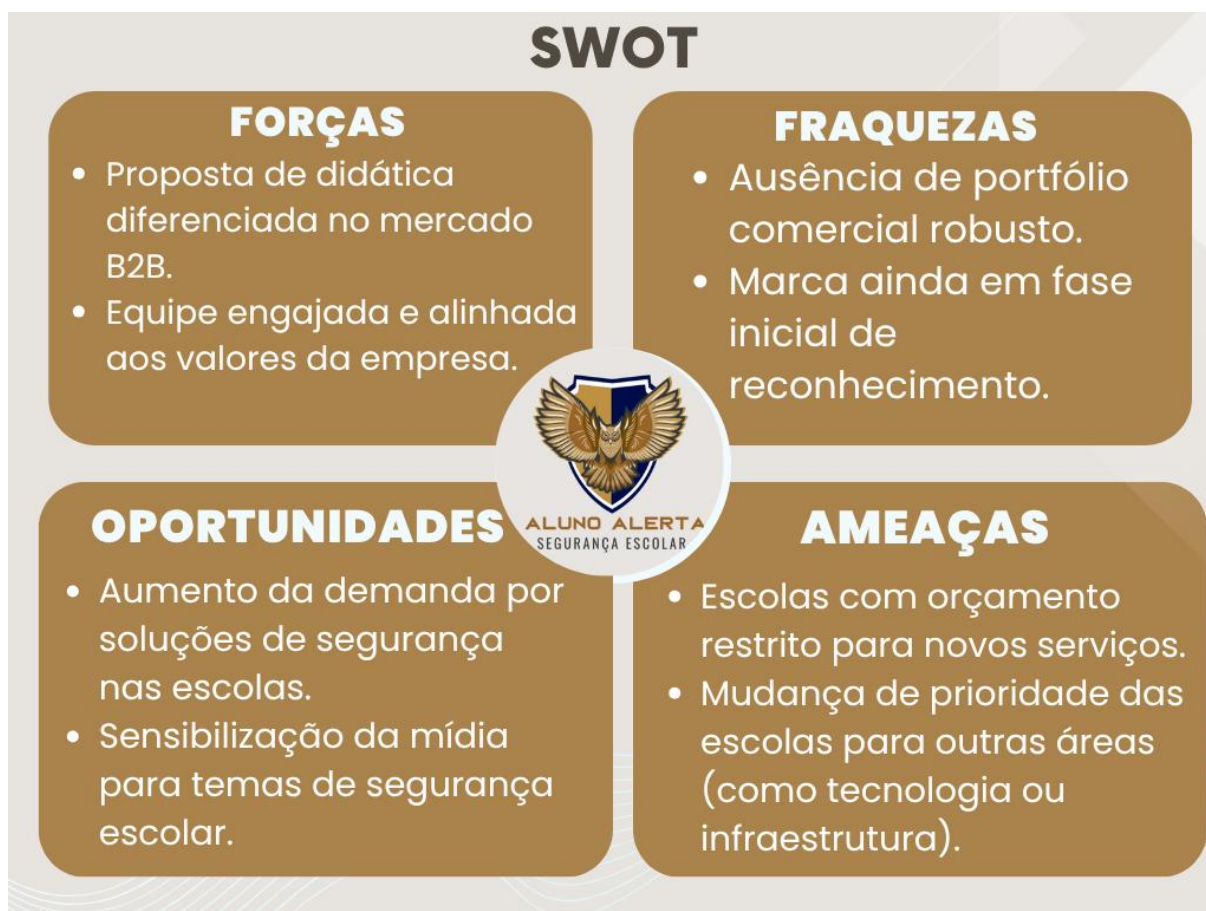 SWOT
FORÇAS
• Proposta de didática
diferenciada no mercado
B2B.
• Equipe engajada e alinhada
aos valores da empresa.
FRAQUEZAS
• Ausência de portfólio
comercial robusto.
• Marca ainda em fase
inicial de
reconhecimento.
ALUNO ALERTA
SEGURANÇA ESCOLAR
OPORTUNIDADES
• Aumento da demanda por
soluções de segurança
nas escolas.
• Sensibilização da mídia
para temas de segurança
escolar.
AMEAÇAS
• Escolas com orçamento
restrito para novos serviços.
• Mudança de prioridade das
escolas para outras áreas
(como tecnologia ou
infraestrutura).